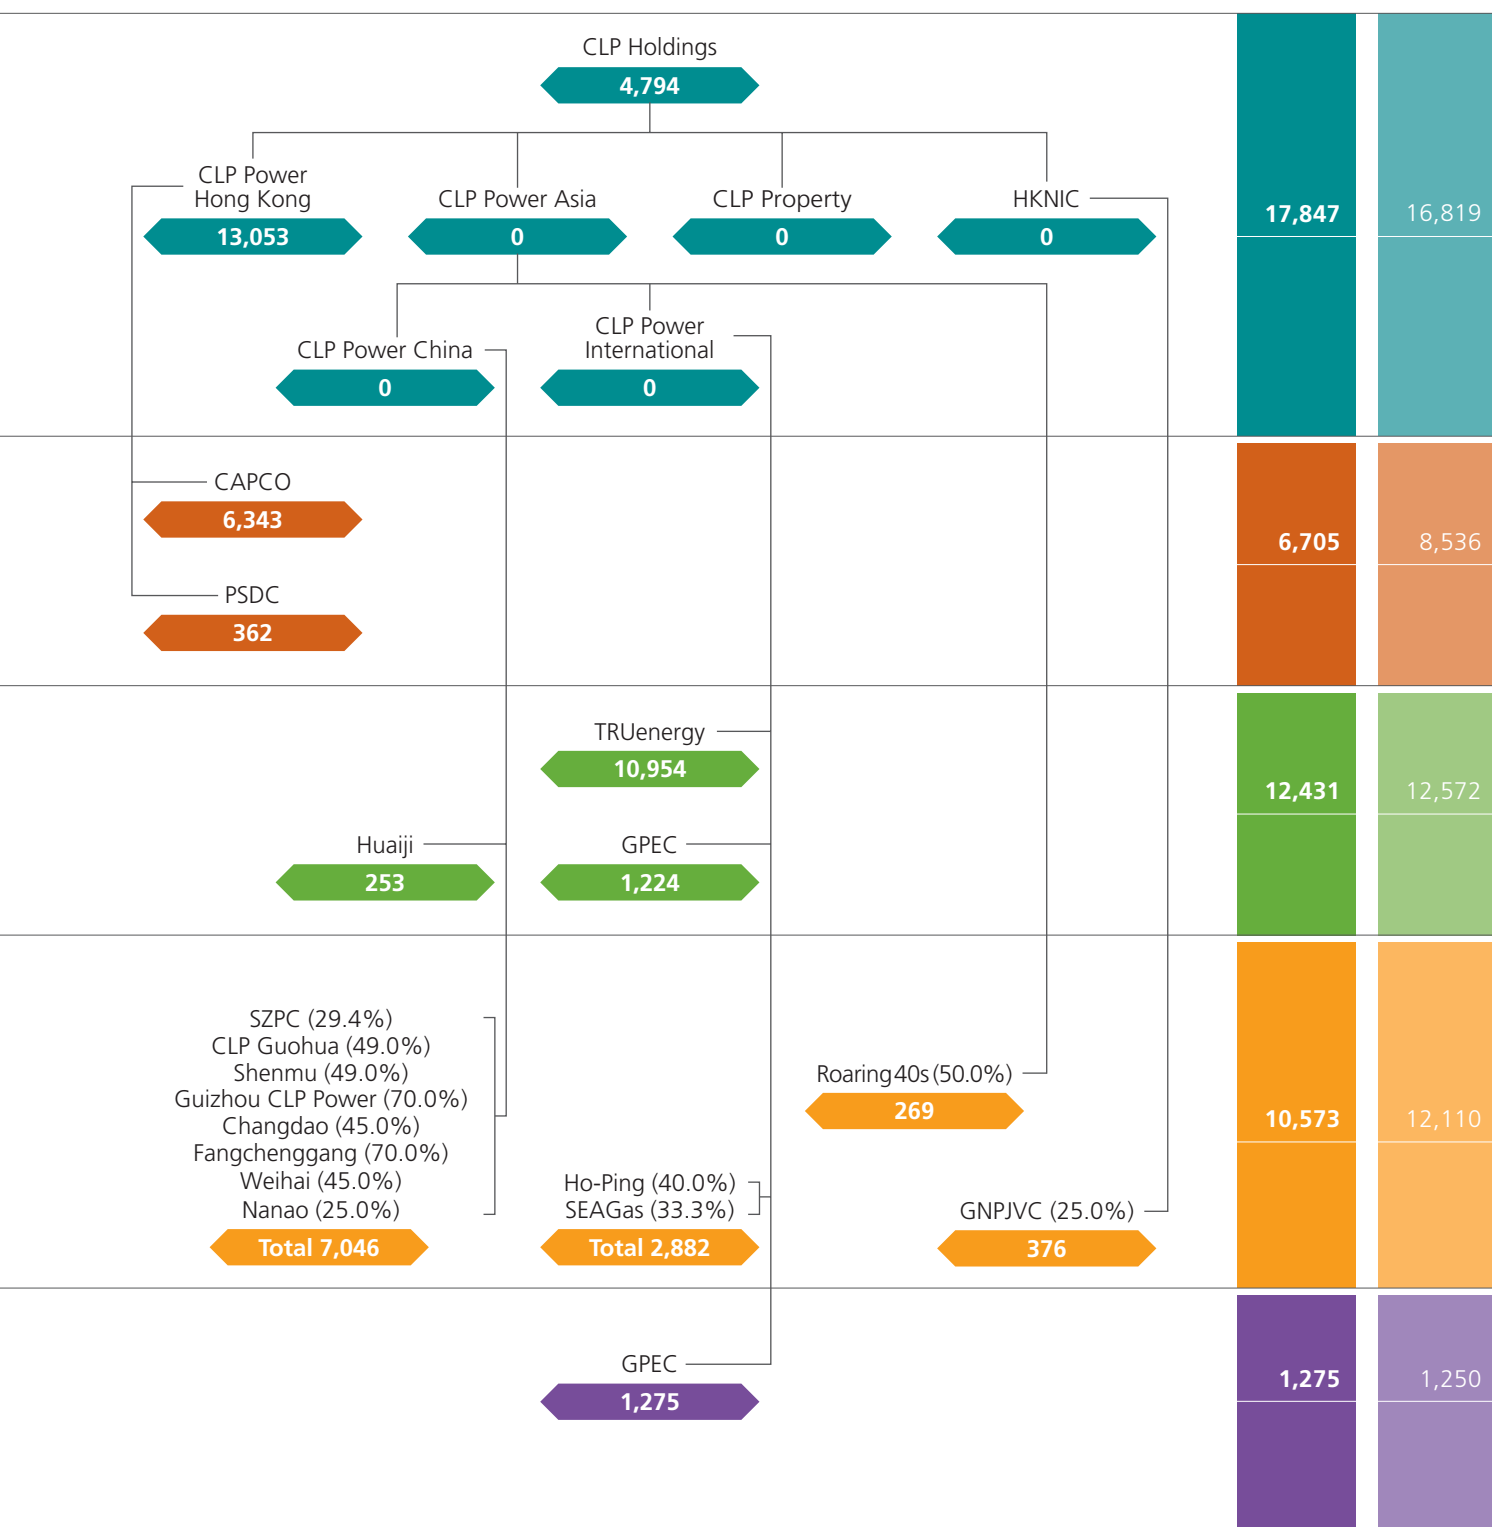 CLP Holdings
4,794
CLP Power
Hong Kong
13,053
CLP Power Asia
0
CLP Property
0
HKNIC
0
17,847
16,819
CLP Power China
0
CLP Power
International
0
CAPCO
6,343
PSDC
362
6,705
8,536
TRUenergy
10,954
Huaiji
253
GPEC
1,224
12,431
12,572
SZPC (29.4%)
CLP Guohua (49.0%)
Shenmu (49.0%)
Guizhou CLP Power (70.0%)
Changdao (45.0%)
Fangchenggang (70.0%)
Weihai (45.0%)
Nanao (25.0%)
Total 7,046
Ho-Ping (40.0%)
SEAGas (33.3%)
Total 2,882
Roaring 40s (50.0%)
269
GNPJVC (25.0%)
376
10,573
12,110
GPEC
1,275
1,275
1,250